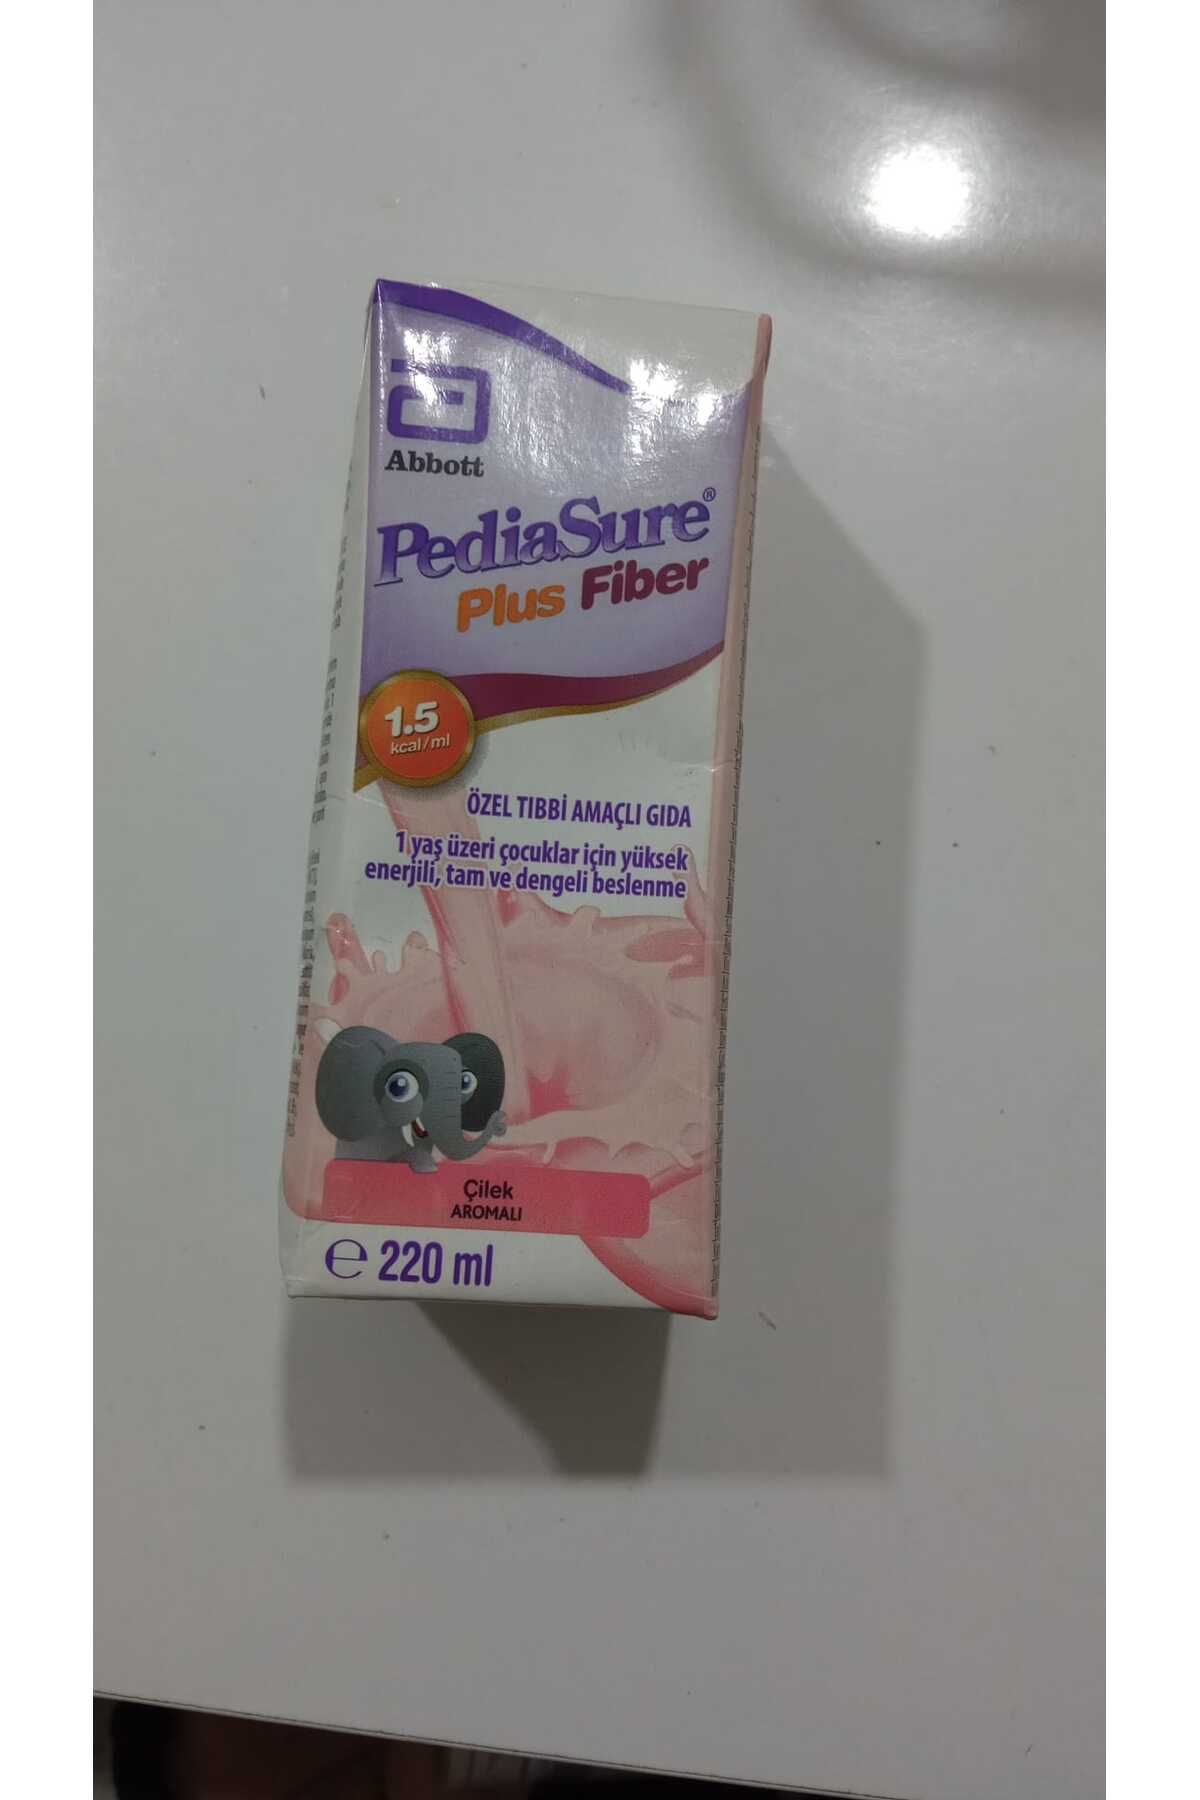 Abbott
PediaSure®
Plus Fiber
1.5
kcal/ml
ÖZEL TIBBİ AMAÇLI GIDA
1 yaş üzeri çocuklar için yüksek
enerjili, tam ve dengeli beslenme
Çilek
AROMALI
℮ 220 ml